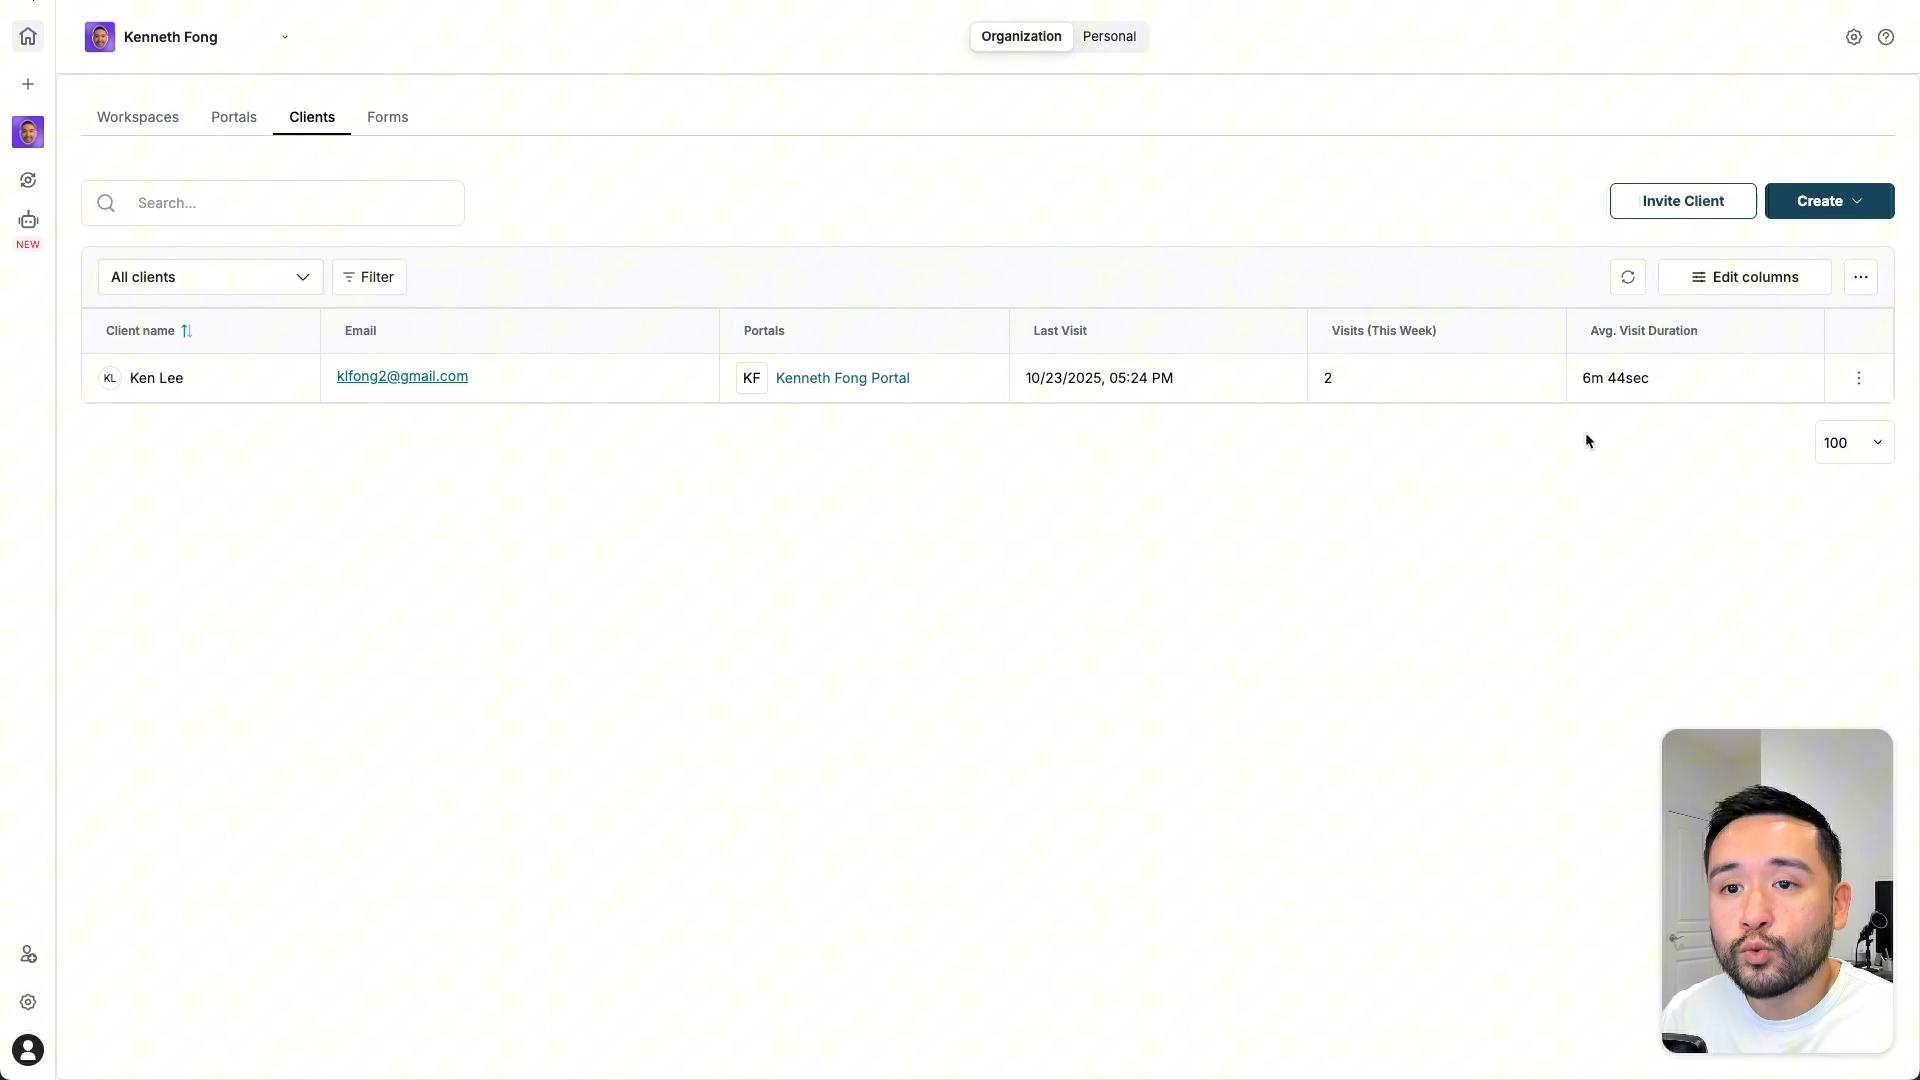 Kenneth Fong
Organization
Personal
NEW
Workspaces
Portals
Clients
Forms
Search...
Invite Client
Create
All clients
Filter
Edit columns
Client name
Email
Portals
Last Visit
Visits (This Week)
Avg. Visit Duration
KL
Ken Lee
klfong2@gmail.com
KF
Kenneth Fong Portal
10/23/2025, 05:24 PM
2
6m 44sec
100